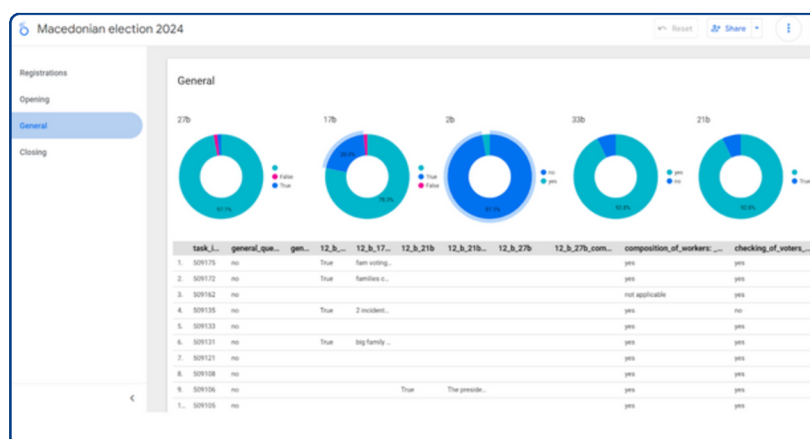 Macedonian election 2024
Reset
Share
Registrations
Opening
General
Closing
General
27b
17b
2b
33b
21b
False
True
True
False
no
yes
yes
no
True
task_i... general_que... gen... 12_b_... 12_b_17... 12_b_21b 12_b_21b... 12_b_27b 12_b_27b_com... composition_of_workers: _... checking_of_voters_...
1. 509175 no True fam voting... yes yes
2. 509172 no True families c... yes yes
3. 509162 no not applicable yes
4. 509135 no True 2 incident... yes no
5. 509133 no yes yes
6. 509131 no True big family ... yes yes
7. 509121 no yes yes
8. 509108 no yes yes
9. 509106 no True The preside... yes yes
1... 509105 no yes yes